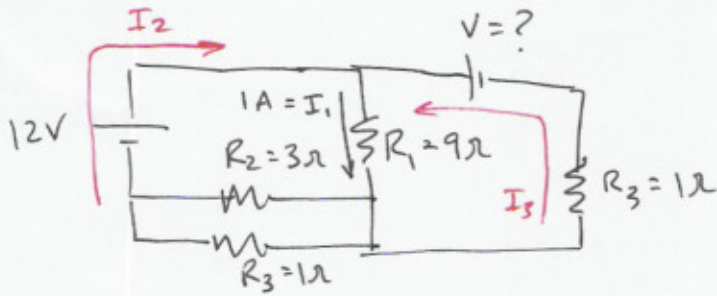 I₂
V = ?
12V
1A = I₁
R₂ = 3Ω
R₁ = 9Ω
I₃
R₃ = 1Ω
R₃ = 1Ω